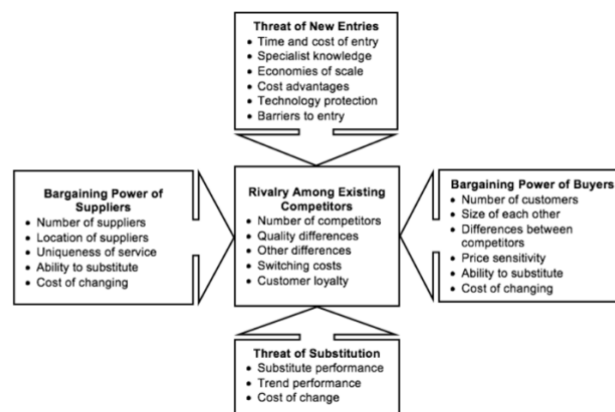 Threat of New Entries
• Time and cost of entry
• Specialist knowledge
• Economies of scale
• Cost advantages
• Technology protection
• Barriers to entry
Bargaining Power of
Suppliers
• Number of suppliers
• Location of suppliers
• Uniqueness of service
• Ability to substitute
• Cost of changing
Rivalry Among Existing
Competitors
• Number of competitors
• Quality differences
• Other differences
• Switching costs
• Customer loyalty
Bargaining Power of Buyers
• Number of customers
• Size of each other
• Differences between
competitors
• Price sensitivity
• Ability to substitute
• Cost of changing
Threat of Substitution
• Substitute performance
• Trend performance
• Cost of change